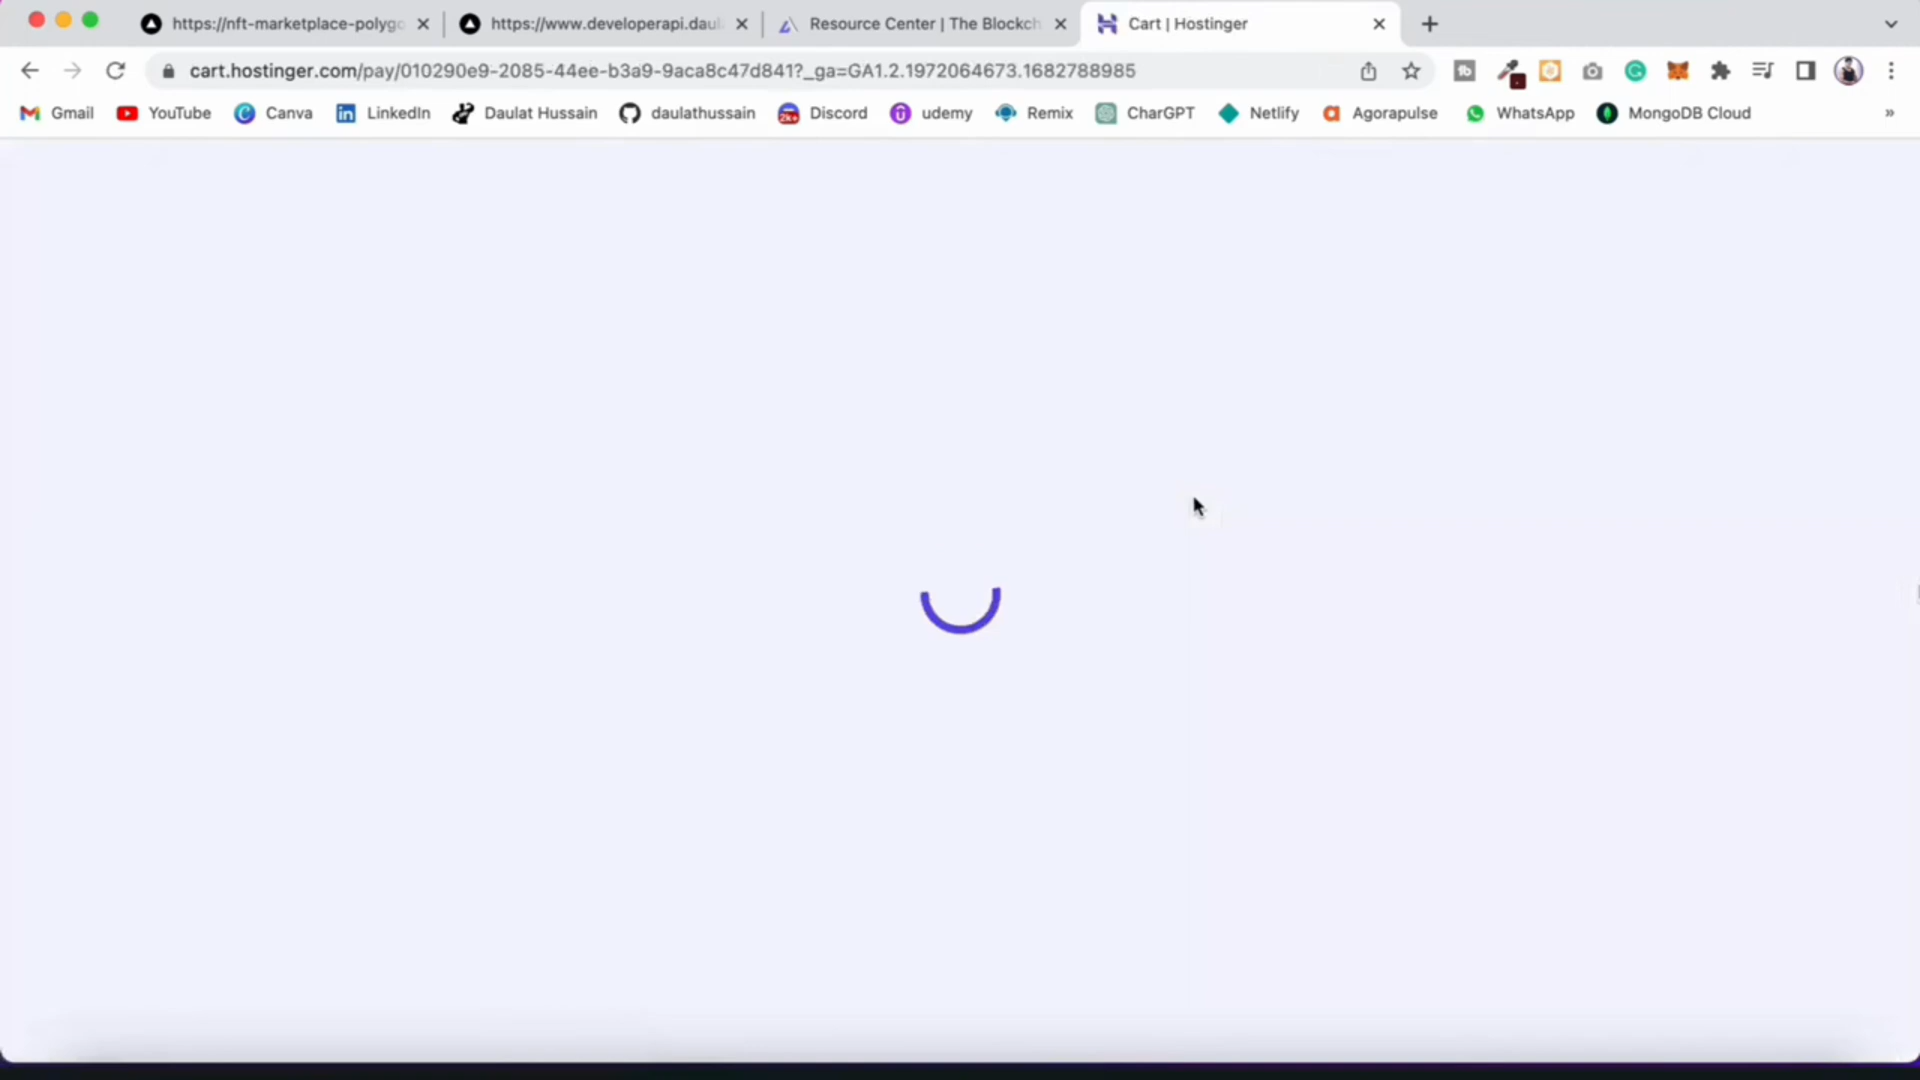 https://nft-marketplace-polygo
https://www.developerapi.daul
Resource Center | The Blockch
Cart | Hostinger
cart.hostinger.com/pay/010290e9-2085-44ee-b3a9-9aca8c47d841?_ga=GA1.2.1972064673.1682788985
Gmail
YouTube
Canva
LinkedIn
Daulat Hussain
daulathussain
Discord
udemy
Remix
CharGPT
Netlify
Agorapulse
WhatsApp
MongoDB Cloud